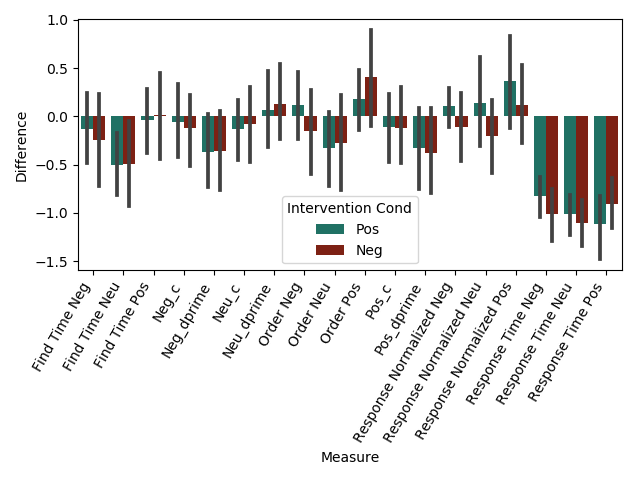 1.0
0.5
0.0
−0.5
−1.0
−1.5
Difference
Intervention Cond
Pos
Neg
Find Time Neg
Find Time Neu
Find Time Pos
Neg_c
Neg_dprime
Neu_c
Neu_dprime
Order Neg
Order Neu
Order Pos
Pos_c
Pos_dprime
Response Normalized Neg
Response Normalized Neu
Response Normalized Pos
Response Time Neg
Response Time Neu
Response Time Pos
Measure